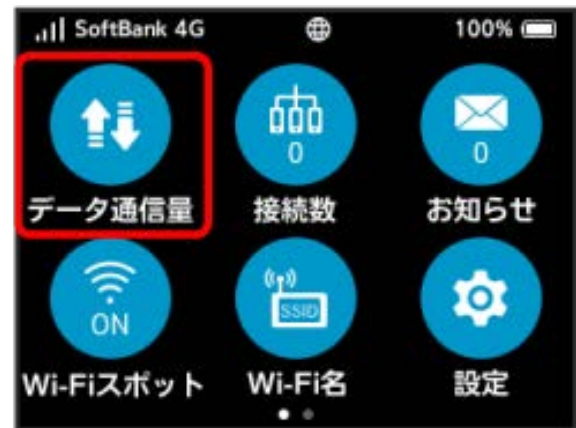 SoftBank 4G 100%
0 0
データ通信量 接続数 お知らせ
ON SSID
Wi-Fiスポット Wi-Fi名 設定